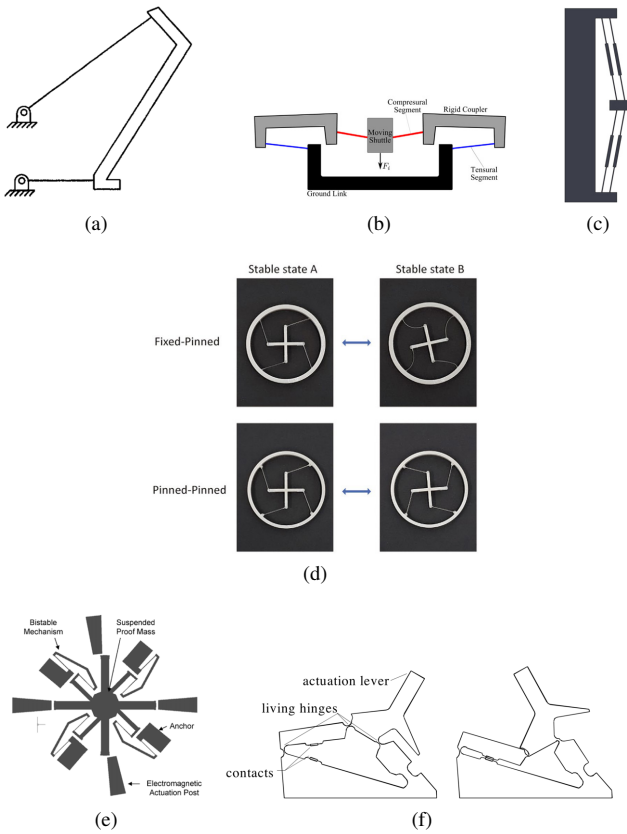 (a)
Compresural
Segment
Rigid Coupler
Moving
Shuttle
F_i
Tensural
Segment
Ground Link
(b)
(c)
Stable state A
Stable state B
Fixed-Pinned
Pinned-Pinned
(d)
Bistable
Mechanism
Suspended
Proof Mass
Anchor
Electromagnetic
Actuation Post
(e)
actuation lever
living hinges
contacts
(f)